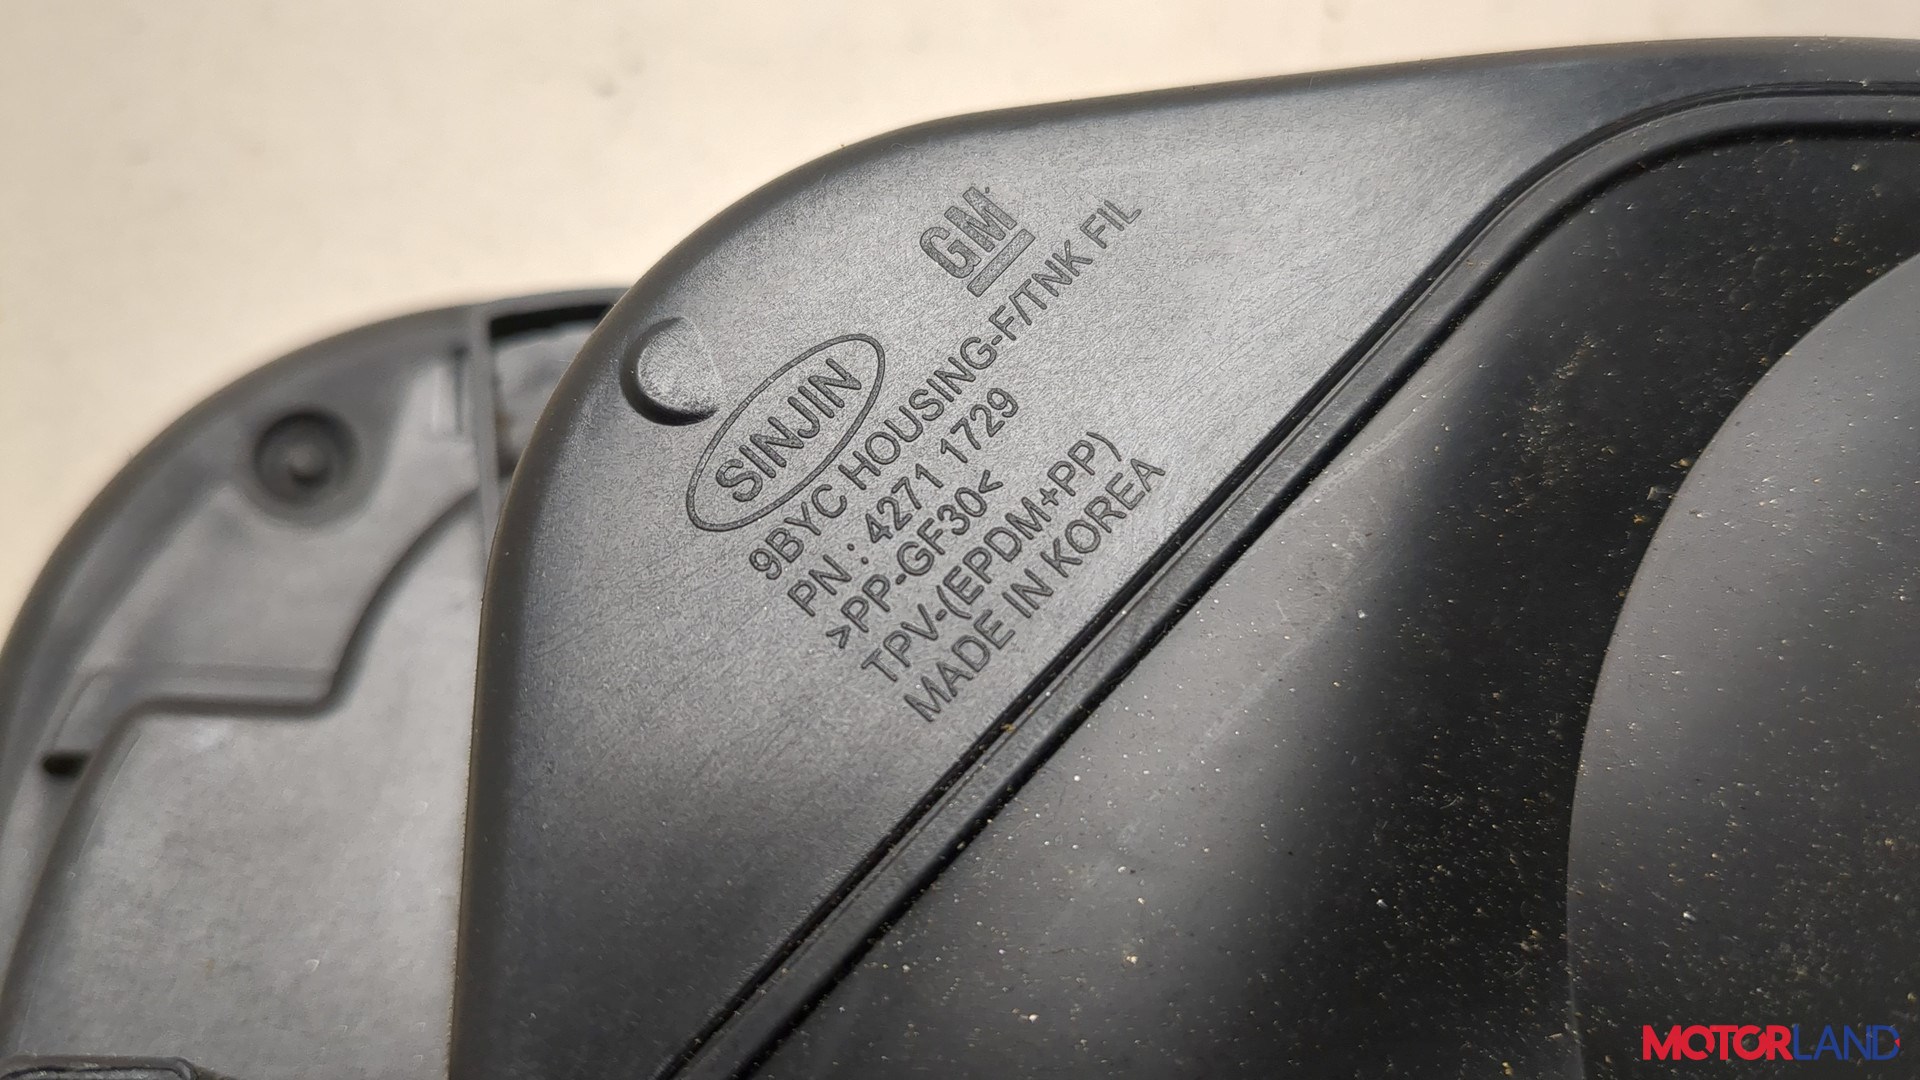 GM
SINJIN
9BYC HOUSING-F/TNK FIL
PN : 4271 1729
>PP-GF30<
TPV-(EPDM+PP)
MADE IN KOREA
MOTORLAND